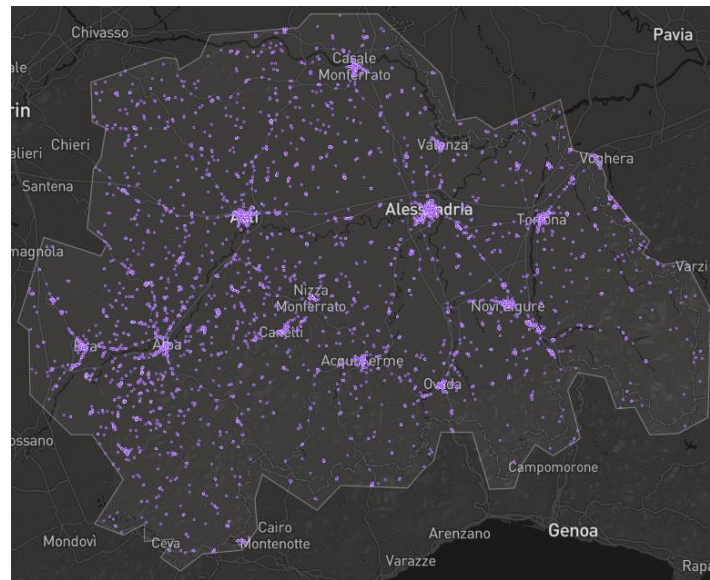 Chivasso
Pavia
Casale
Monferrato
ale
rin
Chieri
alieri
Valenza
Voghera
Santena
Alessandria
Asti
Tortona
magnola
Varzi
Nizza
Monferrato
Novi Ligure
Canelli
Bra
Alba
Acqui Terme
Ovada
ossano
Campomorone
Cairo
Montenotte
Mondovì
Ceva
Arenzano
Genoa
Varazze
Rapa